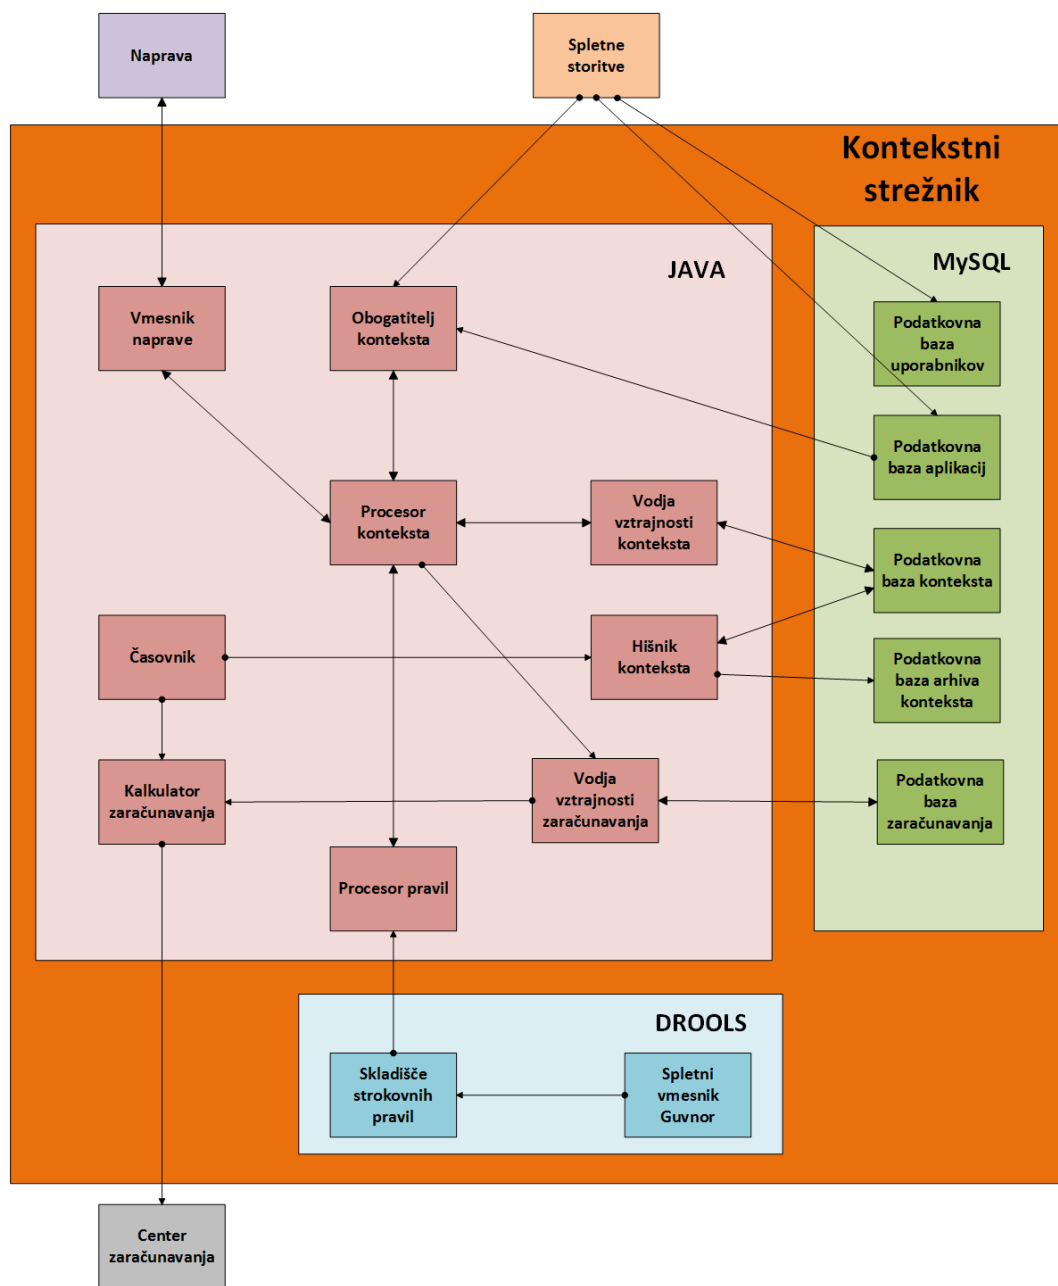 Naprava
Spletne
storitve
Kontekstni
strežnik
JAVA
MySQL
Vmesnik
naprave
Obogatitelj
konteksta
Podatkovna
baza
uporabnikov
Podatkovna
baza aplikacij
Procesor
konteksta
Vodja
vztrajnosti
konteksta
Podatkovna
baza konteksta
Časovnik
Hišnik
konteksta
Podatkovna
baza arhiva
konteksta
Kalkulator
zaračunavanja
Vodja
vztrajnosti
zaračunavanja
Podatkovna
baza
zaračunavanja
Procesor pravil
DROOLS
Skladišče
strokovnih
pravil
Spletni
vmesnik
Guvnor
Center
zaračunavanja